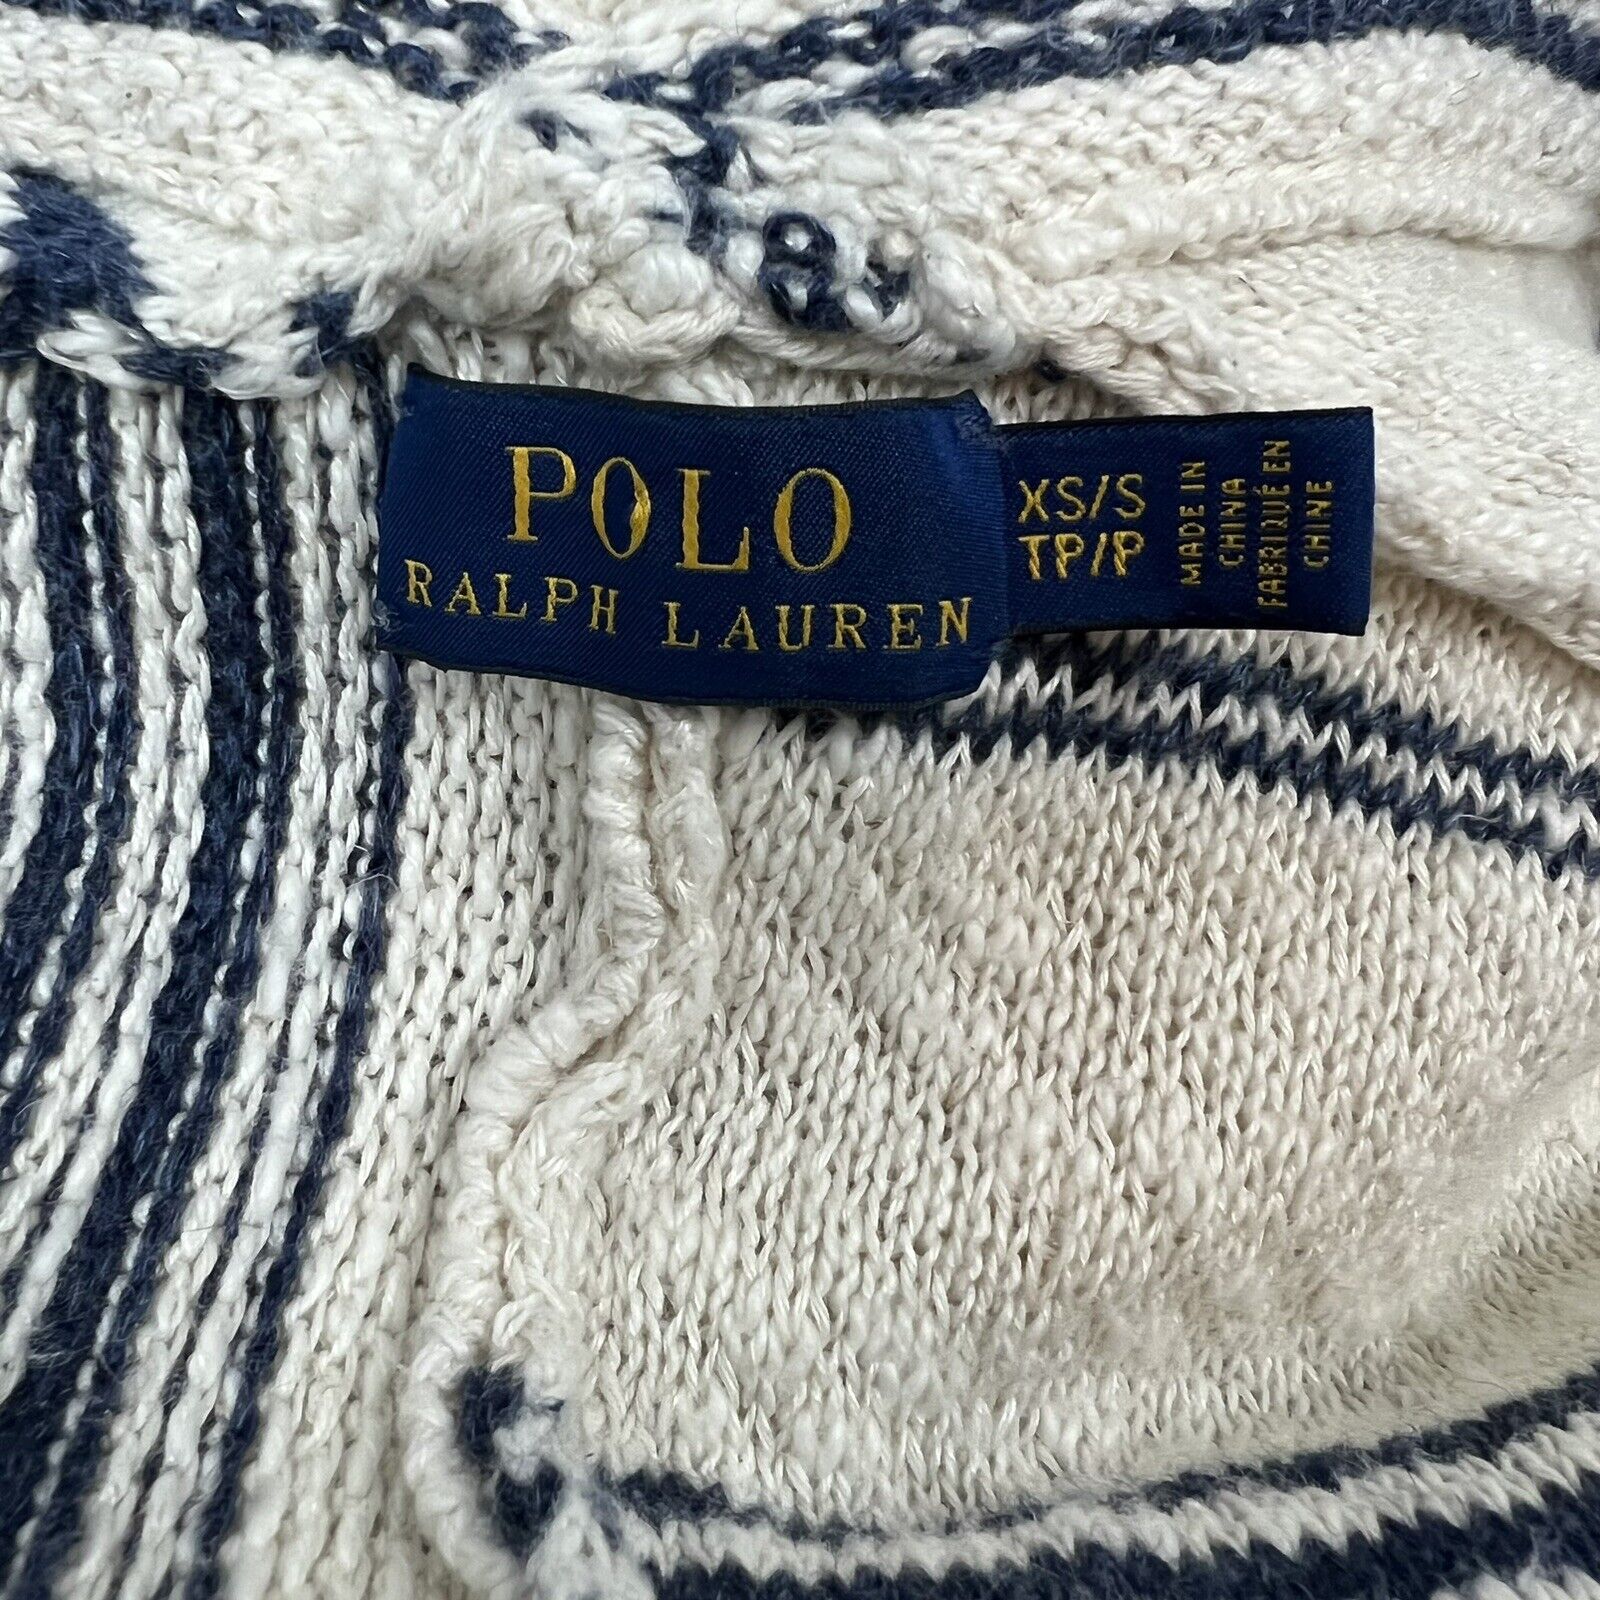 POLO
RALPH LAUREN
XS/S
TP/P
MADE IN
CHINA
FABRIQUÉ EN
CHINE